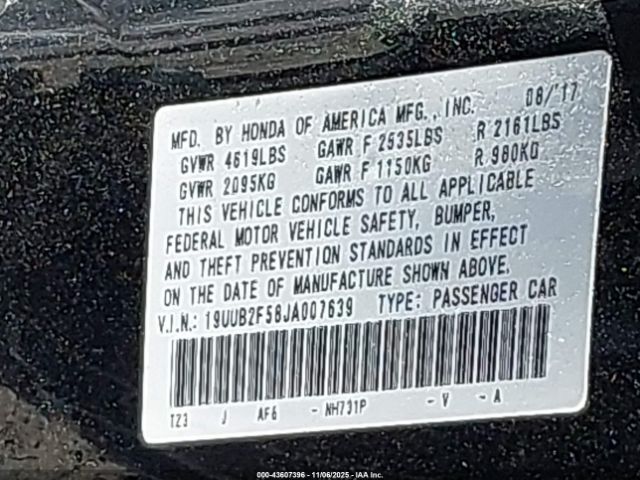 MFD. BY HONDA OF AMERICA MFG., INC. 08/'17
GVWR 4619LBS GAWR F 2535LBS R 2161LBS
GVWR 2095KG GAWR F 1150KG R 980KG
THIS VEHICLE CONFORMS TO ALL APPLICABLE
FEDERAL MOTOR VEHICLE SAFETY, BUMPER,
AND THEFT PREVENTION STANDARDS IN EFFECT
ON THE DATE OF MANUFACTURE SHOWN ABOVE.
V.I.N.: 19UUB2F58JA007639 TYPE: PASSENGER CAR
TZ3 J AF6 - NH731P - V - A
000-43607396 - 11/06/2025 - IAA Inc.